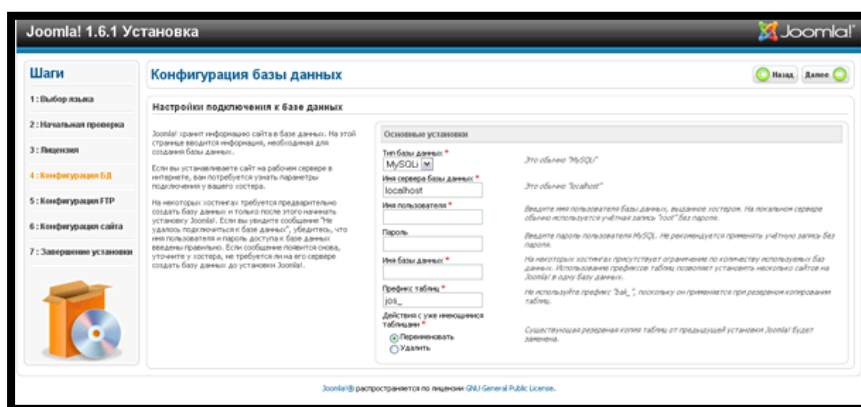 Joomla! 1.6.1 Установка
Joomla!
Шаги
1 : Выбор языка
2 : Начальная проверка
3 : Лицензия
4 : Конфигурация БД
5 : Конфигурация FTP
6 : Конфигурация сайта
7 : Завершение установки
Конфигурация базы данных
Назад
Далее
Настройки подключения к базе данных
Joomla! хранит информацию сайта в базе данных. На этой
странице вводится информация, необходимая для
создания базы данных.
Если вы устанавливаете сайт на рабочем сервере в
интернете, вам потребуется узнать параметры
подключения у вашего хостера.
На некоторых хостингах требуется предварительно
создать базу данных и только после этого начинать
установку Joomla!. Если вы увидите сообщение "Не
удалось подключиться к базе данных", убедитесь, что
имя пользователя и пароль доступа к базе данных
введены правильно. Если сообщение появится снова,
уточните у хостера, не требуется ли на его сервере
создать базу данных до установки Joomla!.
Основные установки
Тип базы данных *
MySQLi
Это обычно "MySQLi"
Имя сервера базы данных *
localhost
Это обычно "localhost"
Имя пользователя *
Введите имя пользователя базы данных, выданное хостером. На локальном сервере
обычно используется учётная запись "root" без пароля.
Пароль
Введите пароль пользователя MySQL. Не рекомендуется применять учётную запись без
пароля.
Имя базы данных *
На некоторых хостингах присутствует ограничение по количеству используемых баз
данных. Использование префиксов таблиц позволяет установить несколько сайтов на
Joomla! в одну базу данных.
Префикс таблиц *
jos_
Не используйте префикс "bak_", поскольку он применяется при резервном копировании
таблиц.
Действия с уже имеющимися
таблицами *
Переименовать
Удалить
Существующая резервная копия таблиц от предыдущей установки Joomla! будет
заменена.
Joomla!® распространяется по лицензии GNU General Public License.